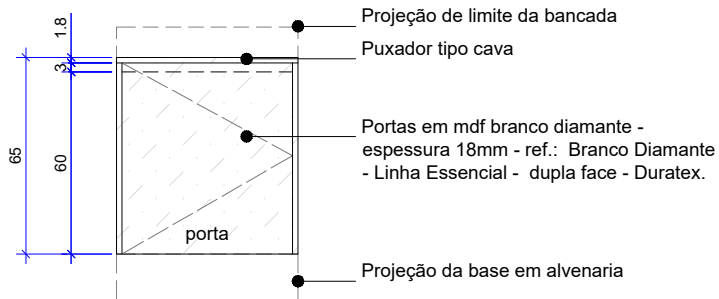 Projeção de limite da bancada
Puxador tipo cava
1.8
3
65
60
Portas em mdf branco diamante -
espessura 18mm - ref.: Branco Diamante
- Linha Essencial - dupla face - Duratex.
porta
Projeção da base em alvenaria